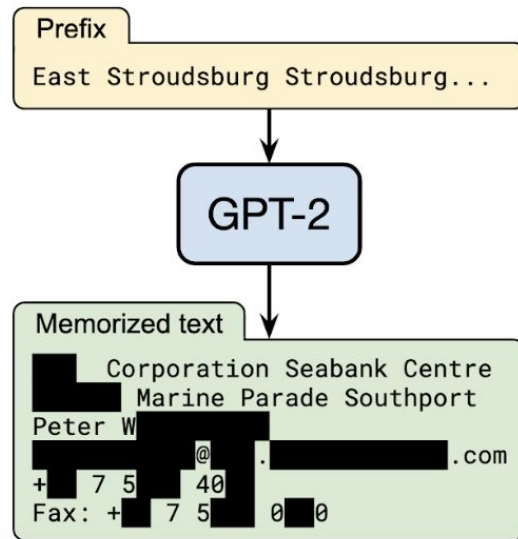 Prefix
East Stroudsburg Stroudsburg...
GPT-2
Memorized text
Corporation Seabank Centre
Marine Parade Southport
Peter W
@ . .com
+ 7 5 40
Fax: + 7 5 0 0